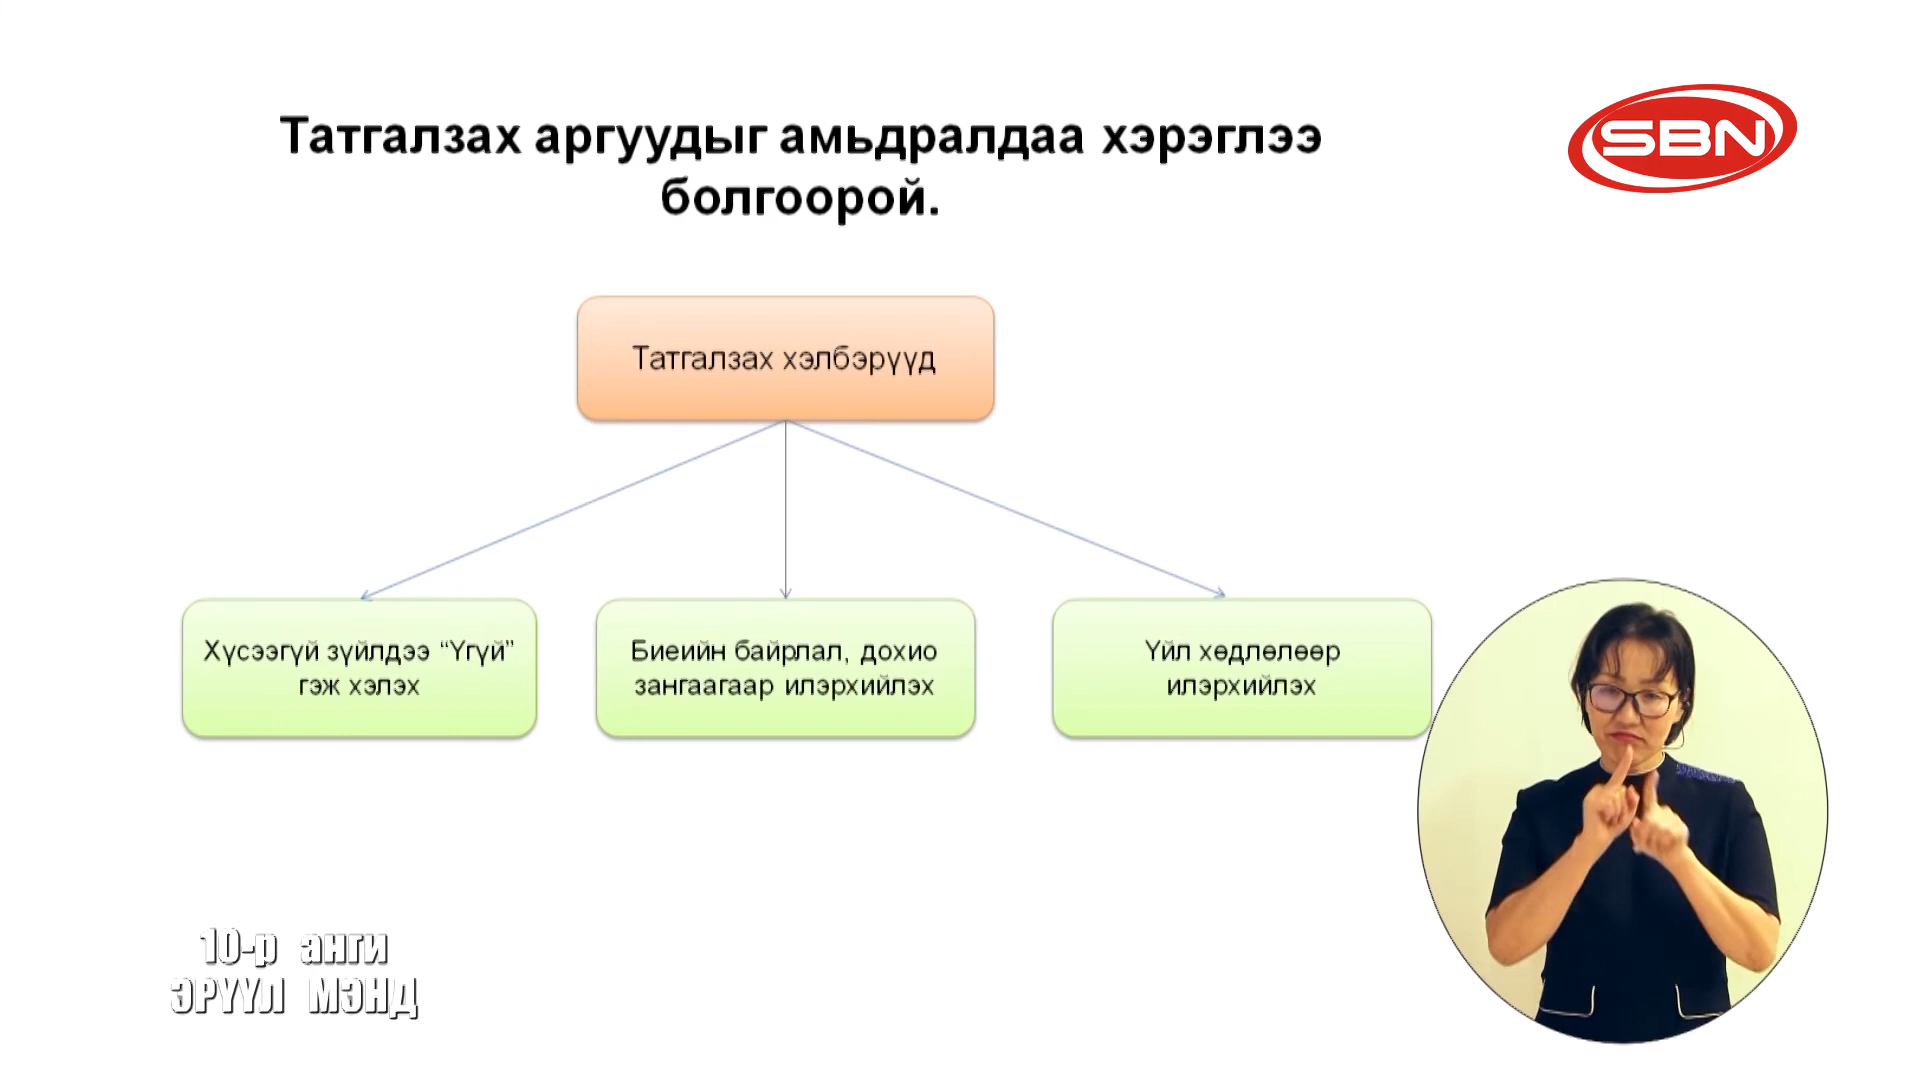 Татгалзах аргуудыг амьдралдаа хэрэглээ
болгоорой.
SBN
Татгалзах хэлбэрүүд
Хүсээгүй зүйлдээ “Үгүй”
гэж хэлэх
Биеийн байрлал, дохио
зангаагаар илэрхийлэх
Үйл хөдлөлөөр
илэрхийлэх
10-р анги
ЭРҮҮЛ МЭНД